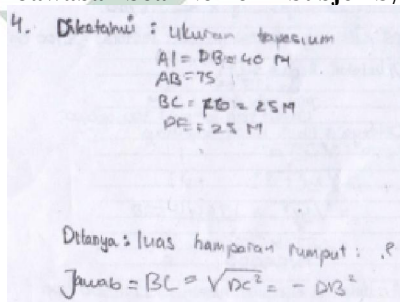 4. Diketahui : Ukuran trapesium
AI = DB = 40 M
AB = 75
BC = = 25 M
DE = 25 M
Ditanya : luas hamparan rumput : ?
Jawab = BC = √DC² = - DB²